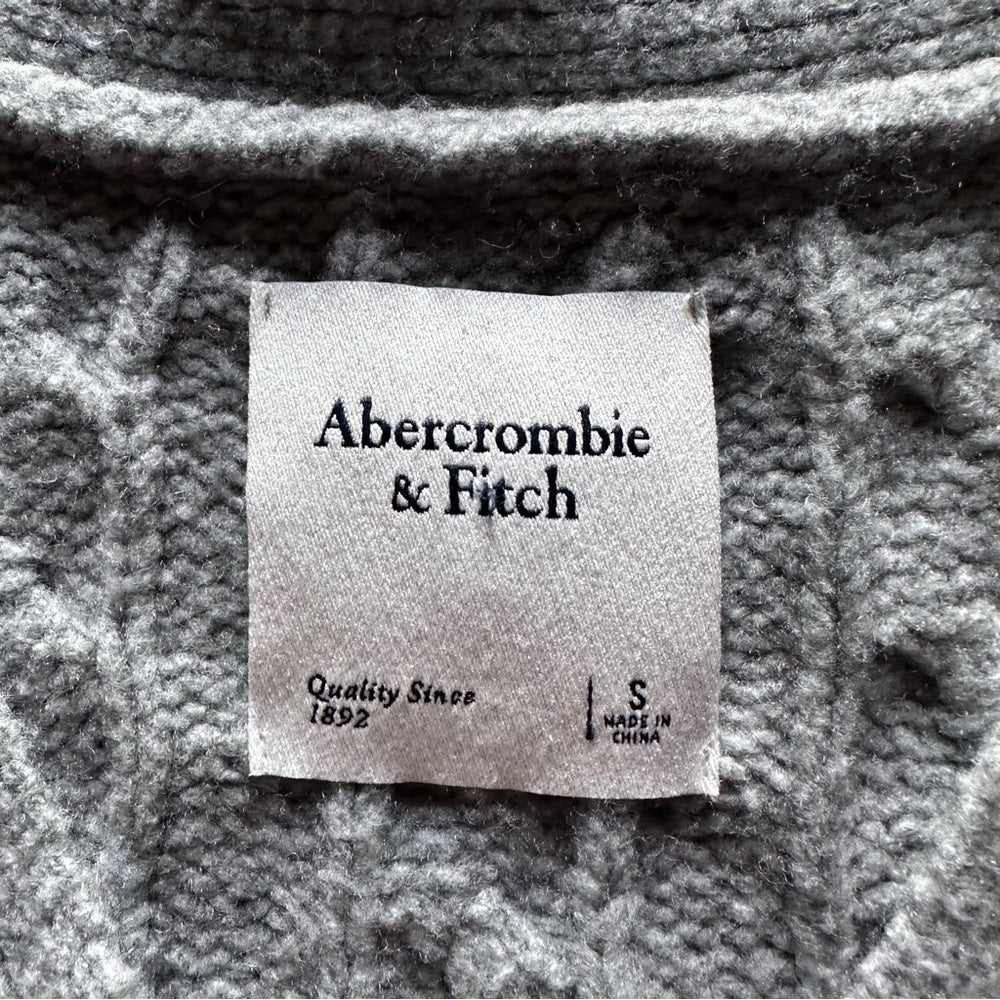 Abercrombie
& Fitch
Quality Since
1892
S
MADE IN
CHINA